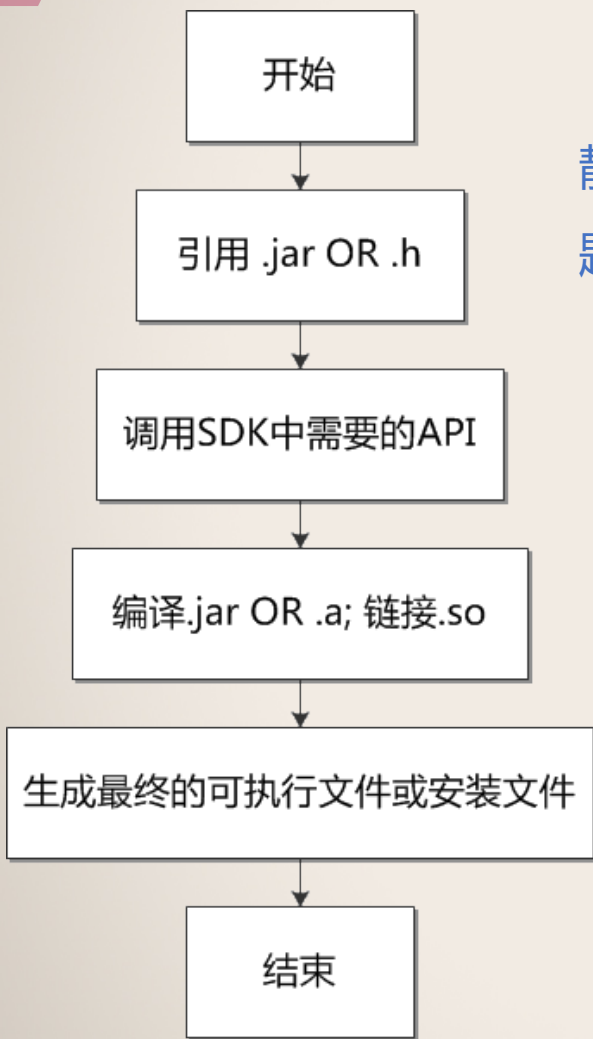 开始
引用 .jar OR .h
调用SDK中需要的API
编译.jar OR .a; 链接.so
生成最终的可执行文件或安装文件
结束